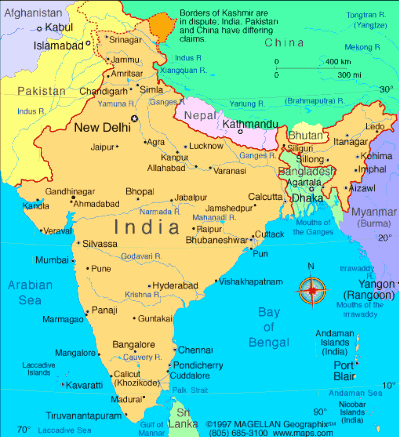 Afghanistan
Kabul
Islamabad
Borders of Kashmir are
in dispute; India, Pakistan
and China have differing
claims.
Tongtran R.
(Yangtze)
Mekong R.
China
Srinagar
Jammu
Indus R
Xiangquan R.
0
400 km
0
300 mi
Amritsar
Chandigarh
Simla
Pakistan
Indus R.
Yamuna R.
Ganges R.
Yarlung R.
(Brahmaputra) R.
30°
New Delhi
Nepal
Kathmandu
Bhutan
Ledo
Itanagar
Jaipur
Agra
Lucknow
Kanpur
Allahabad
Varanasi
Ganges R.
Siliguri
Shillong
Kohima
Imphal
Bangladesh
Agartala
Dhaka
Aizawl
Gandhinagar
Ahmadabad
Bhopal
Jabalpur
Jamshedpur
Calcutta
Kandla
Narmada R.
Mahanadi R.
Myanmar
(Burma)
20°
Mouths of
the Ganges
India
Veraval
Silvassa
Raipur
Bhubaneshwar
Cuttack
Puri
Mumbai
Godavari R.
Pune
Arabian
Sea
Hyderabad
Vishakhapatnam
Krishna R.
N
Irrawaddy
R.
Yangon
(Rangoon)
Mouths of the
Irrawaddy
Panaji
Marmagao
Guntakal
Bay
of
Bengal
Andaman
Islands
(India)
Bangalore
Chennai
Mangalore
Cauvery R.
Laccadive
Islands
Kavaratti
Calicut
(Khozikode)
Pondicherry
Cuddalore
Port
Blair
10°
Palk Strait
Andaman Sea
Madurai
Tiruvanantapuram
Sri
Lanka
Nicobar
Islands
(India)
70°
Laccadive Sea
Gulf of
Mannar
©1997 MAGELLAN Geographix℠
(805) 685-3100 www.maps.com
90°